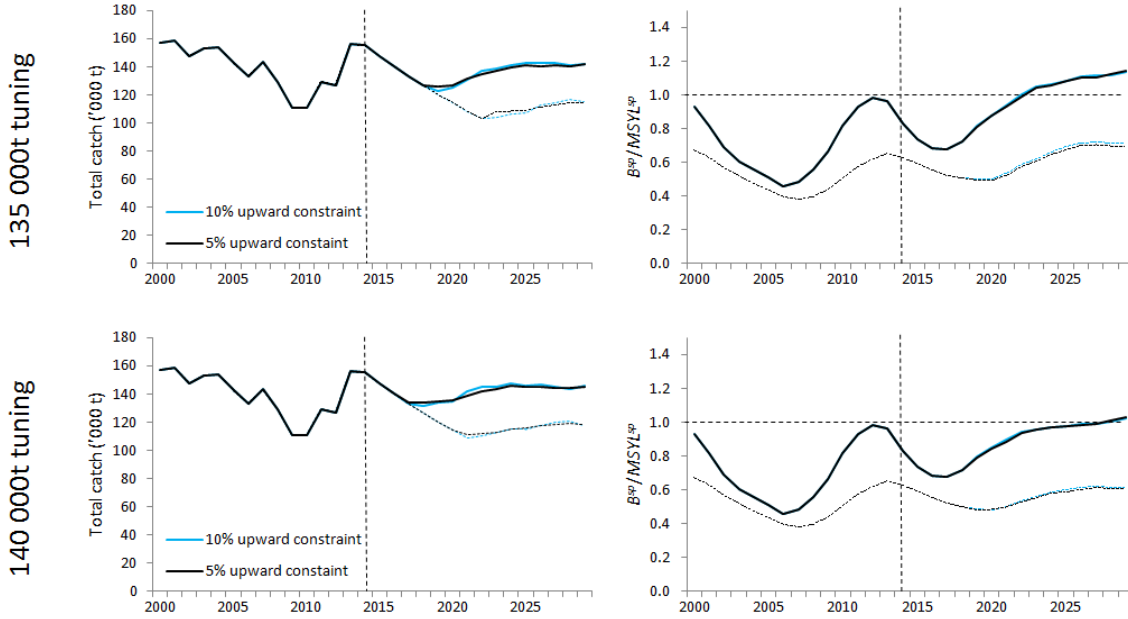 135 000t tuning
Total catch ('000 t)
180
160
140
120
100
80
60
40
20
0
10% upward constraint
5% upward constaint
2000 2005 2010 2015 2020 2025
Bˢᵖ/MSYLˢᵖ
1.4
1.2
1.0
0.8
0.6
0.4
0.2
0.0
2000 2005 2010 2015 2020 2025
140 000t tuning
Total catch ('000 t)
180
160
140
120
100
80
60
40
20
0
10% upward constraint
5% upward constaint
2000 2005 2010 2015 2020 2025
Bˢᵖ/MSYLˢᵖ
1.4
1.2
1.0
0.8
0.6
0.4
0.2
0.0
2000 2005 2010 2015 2020 2025